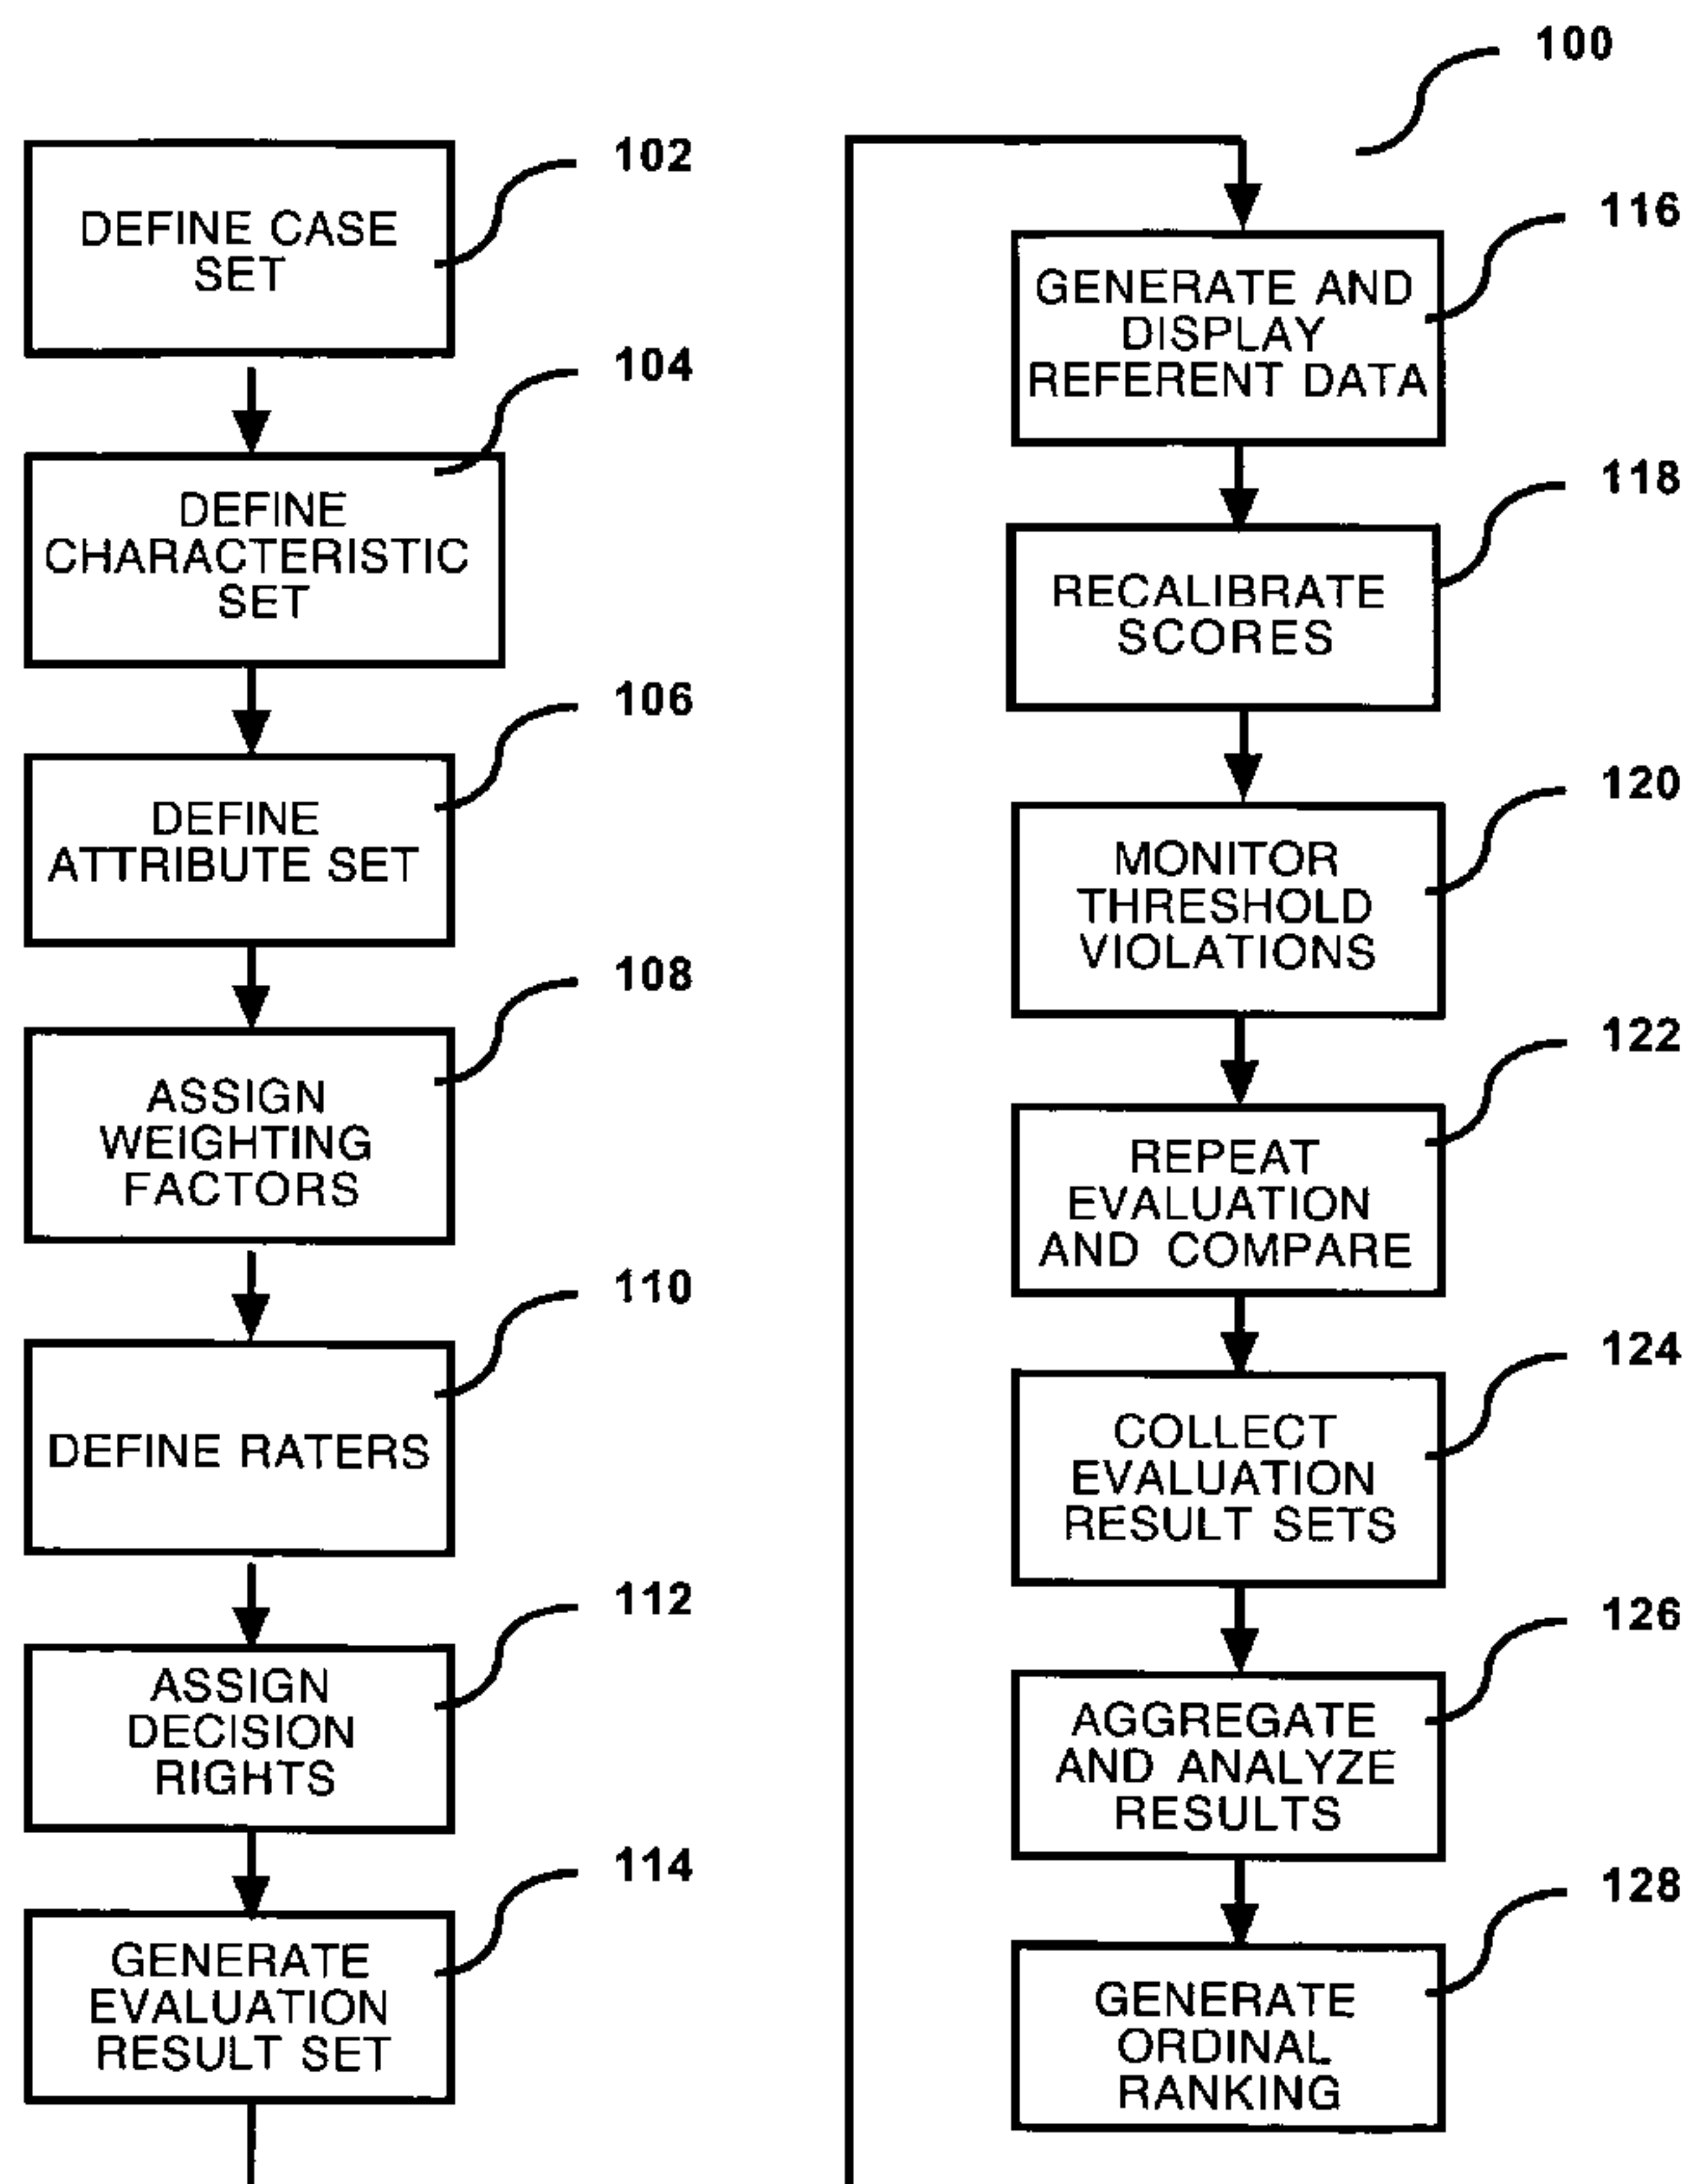 100
102
DEFINE CASE
SET
104
DEFINE
CHARACTERISTIC
SET
106
DEFINE
ATTRIBUTE SET
108
ASSIGN
WEIGHTING
FACTORS
110
DEFINE RATERS
112
ASSIGN
DECISION
RIGHTS
114
GENERATE
EVALUATION
RESULT SET
116
GENERATE AND
DISPLAY
REFERENT DATA
118
RECALIBRATE
SCORES
120
MONITOR
THRESHOLD
VIOLATIONS
122
REPEAT
EVALUATION
AND COMPARE
124
COLLECT
EVALUATION
RESULT SETS
126
AGGREGATE
AND ANALYZE
RESULTS
128
GENERATE
ORDINAL
RANKING